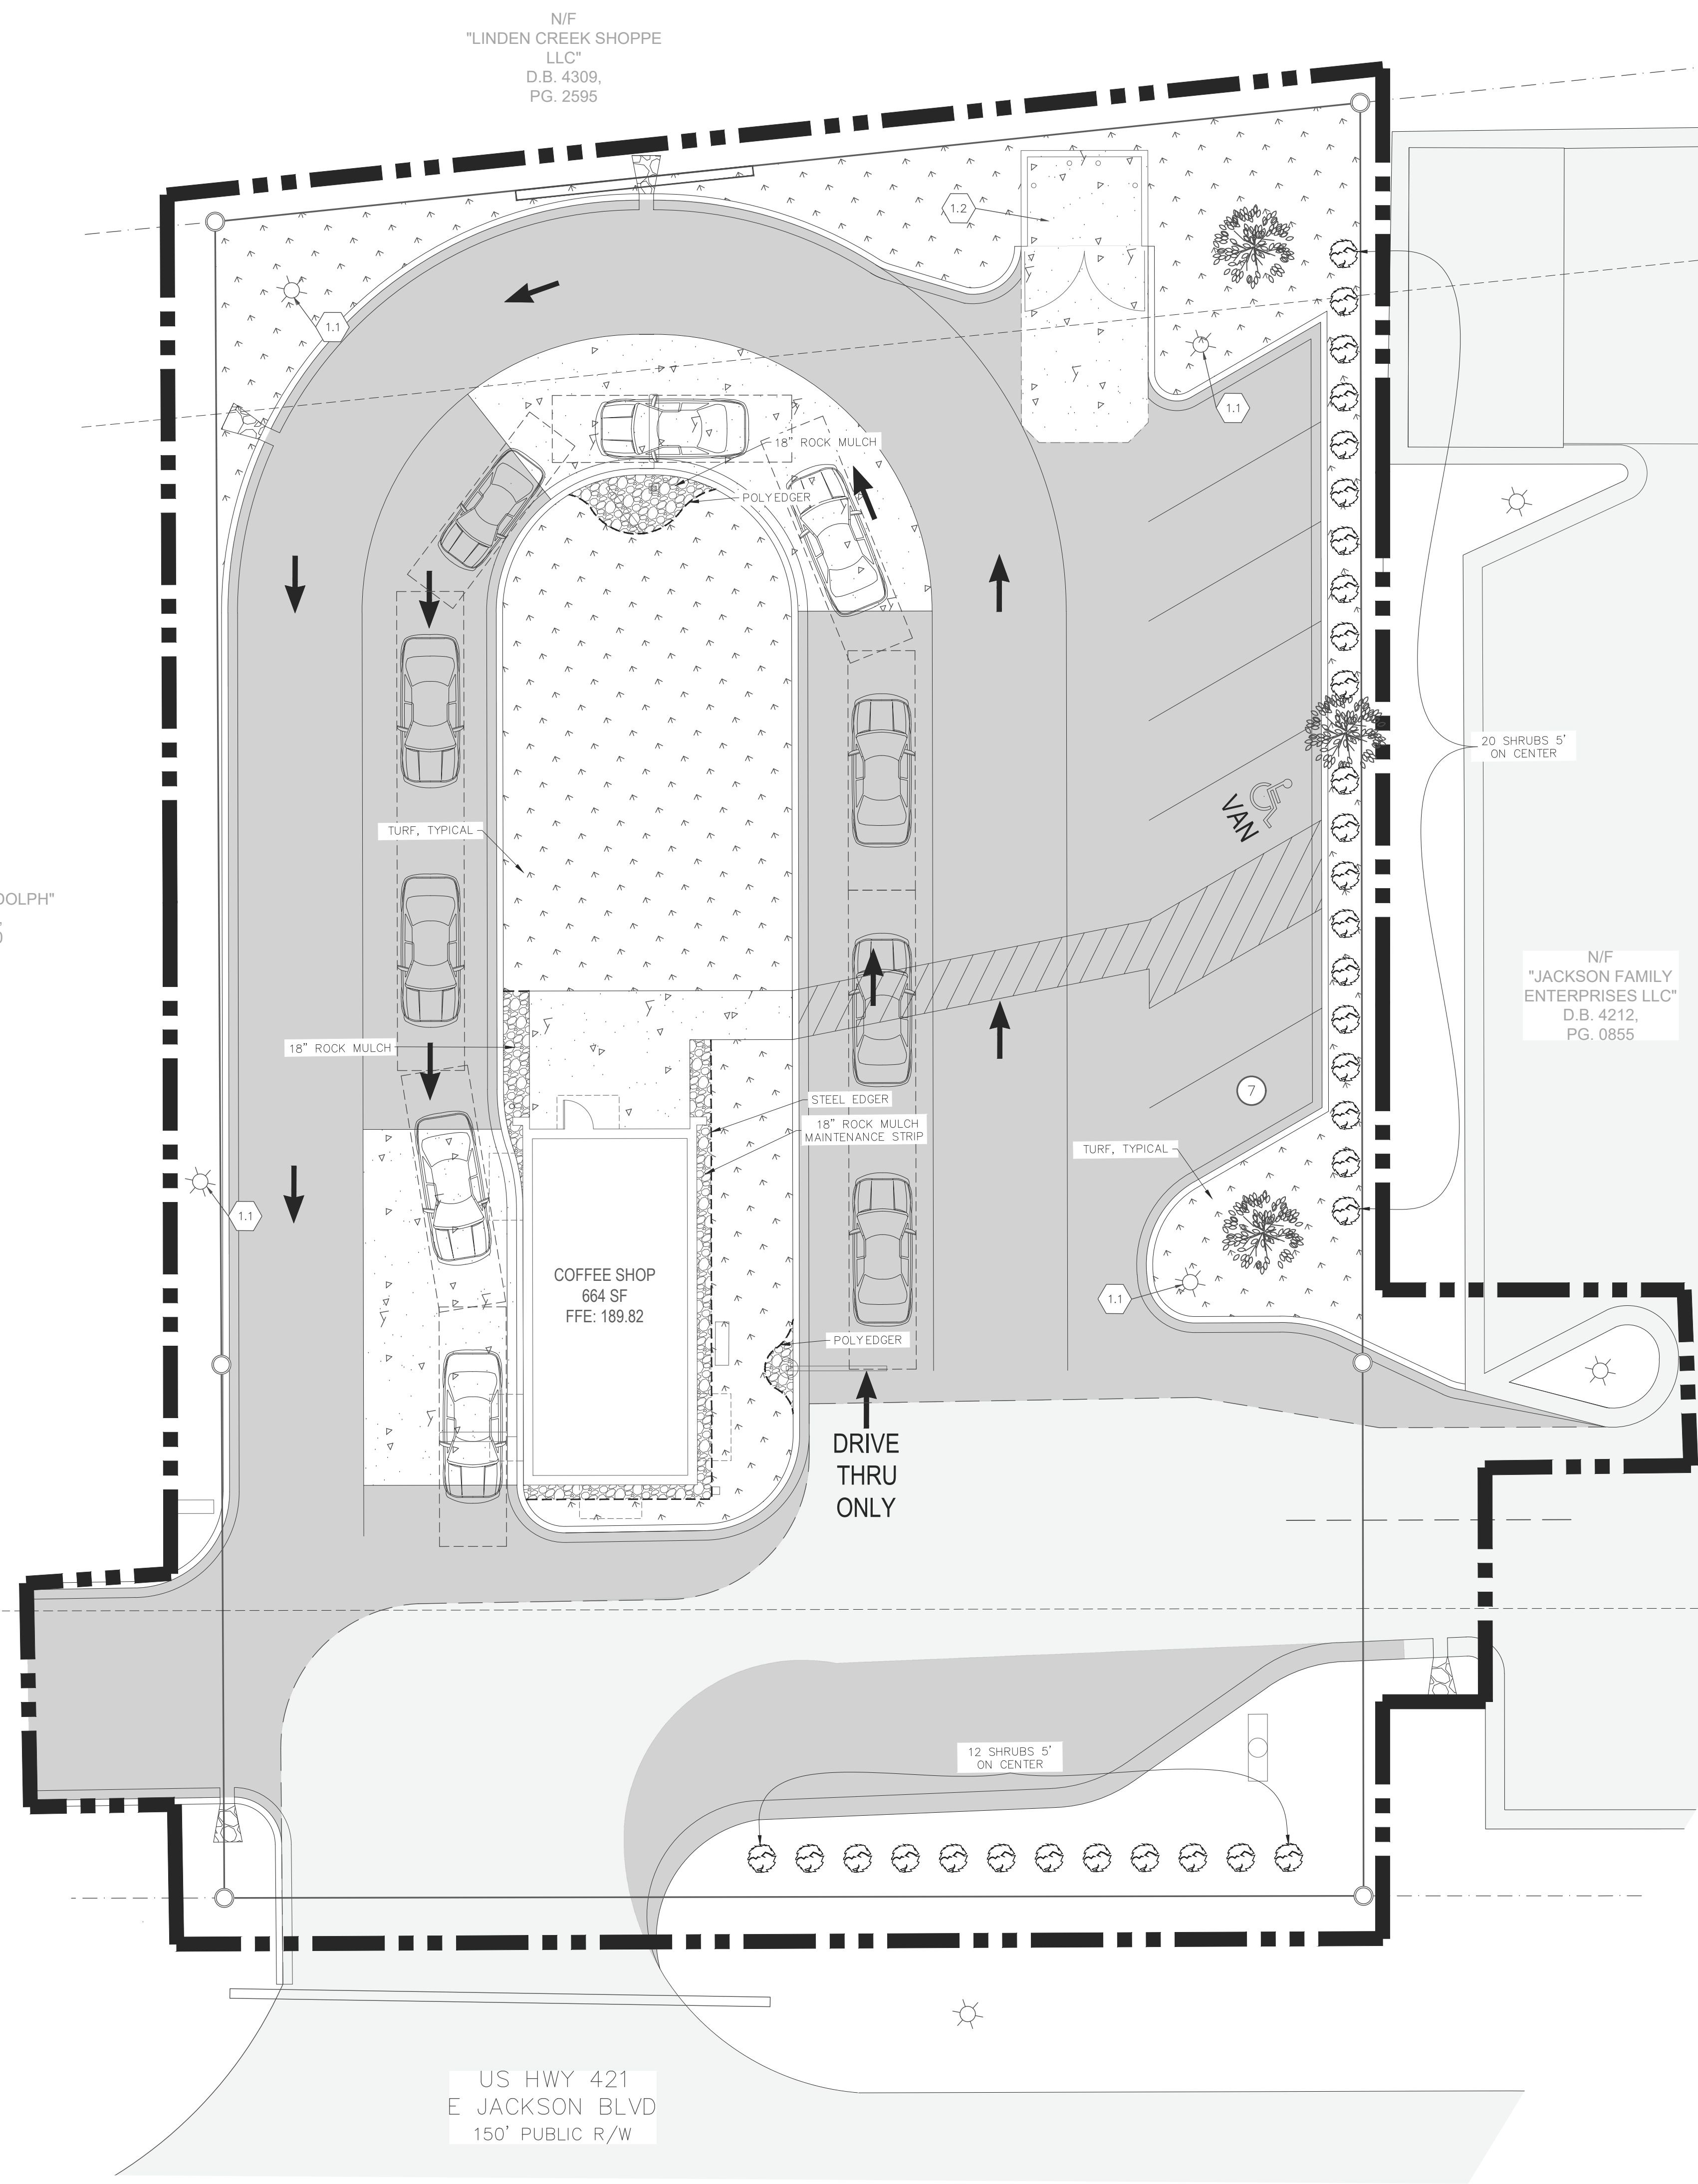 N/F
"LINDEN CREEK SHOPPE
LLC"
D.B. 4309,
PG. 2595
1.2
1.1
1.1
18" ROCK MULCH
POLY EDGER
20 SHRUBS 5'
ON CENTER
VAN
TURF, TYPICAL
DOLPH"
N/F
"JACKSON FAMILY
ENTERPRISES LLC"
D.B. 4212,
PG. 0855
18" ROCK MULCH
7
STEEL EDGER
18" ROCK MULCH
MAINTENANCE STRIP
TURF, TYPICAL
1.1
COFFEE SHOP
664 SF
FFE: 189.82
1.1
POLY EDGER
DRIVE
THRU
ONLY
12 SHRUBS 5'
ON CENTER
US HWY 421
E JACKSON BLVD
150' PUBLIC R/W